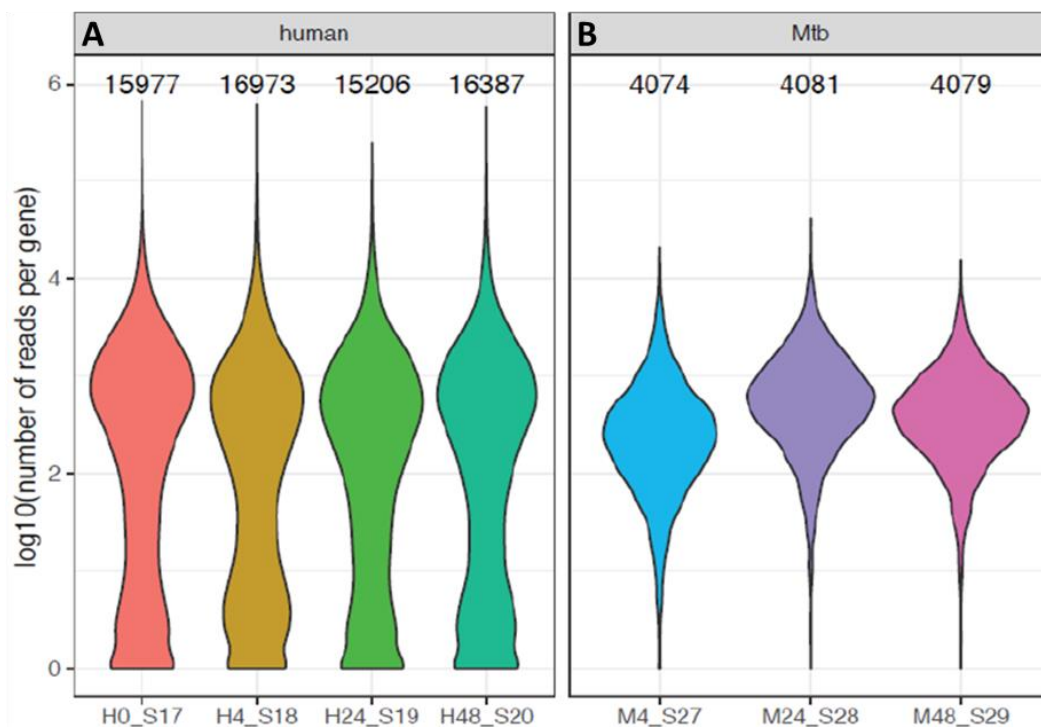 A human
B Mtb
15977 16973 15206 16387
4074 4081 4079
6
4
2
0
log10(number of reads per gene)
H0_S17 H4_S18 H24_S19 H48_S20
M4_S27 M24_S28 M48_S29